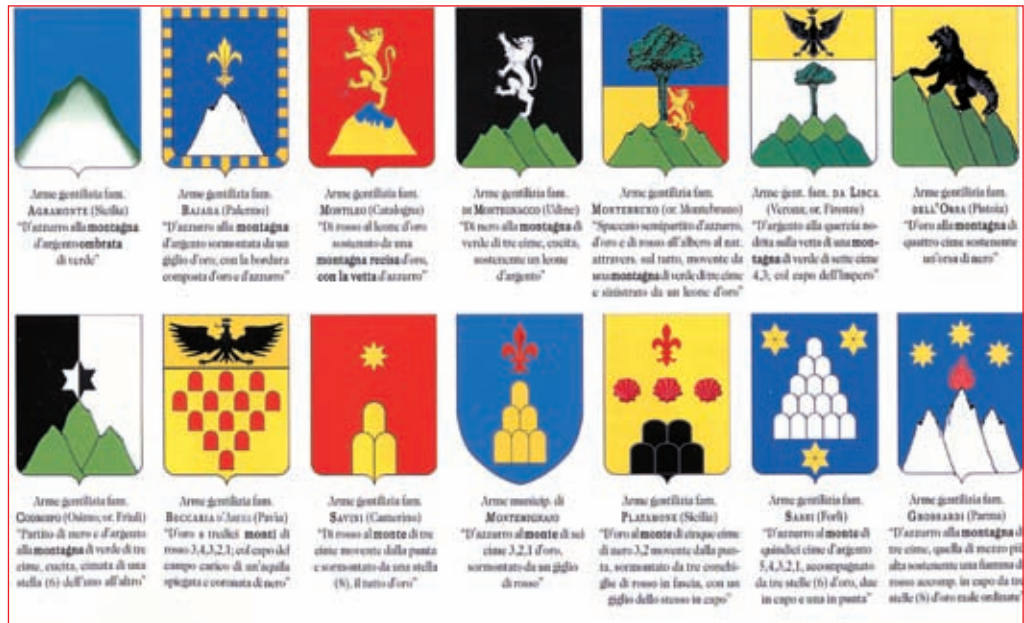 Arme gentilizia fam.
AGRAMONTE (Sicilia)
"D'azzurro alla montagna
d'argento ombrata
di verde"
Arme gentilizia fam.
BAJADA (Palermo)
"D'azzurro alla montagna
d'argento sormontata da un
giglio d'oro, con la bordura
composta d'oro e d'azzurro"
Arme gentilizia fam.
MONTLEO (Catalogna)
"Di rosso al leone d'oro
sostenuto da una
montagna recisa d'oro,
con la vetta d'azzurro"
Arme gentilizia fam.
DI MONTEGNACCO (Udine)
"Di nero alla montagna di
verde di tre cime, cucita,
sostenente un leone
d'argento"
Arme gentilizia fam.
MONTEBRUNO (or. Montebruno)
"Spaccato semipartito d'azzurro,
d'oro e di rosso all'albero al nat.
attravers. sul tutto, movente da
una montagna di verde di tre cime
e sinistrato da un leone d'oro"
Arme gent. fam. DA LISCA
(Verona, or. Firenze)
"D'argento alla quercia no-
drita sulla vetta di una mon-
tagna di verde di sette cime
4,3; col capo dell'Impero"
Arme gentilizia fam.
DELL'ORSA (Pistoia)
"D'oro alla montagna di
quattro cime sostenente
un'orsa di nero"
Arme gentilizia fam.
(Osimo, or. Friuli)
"Partito di nero e d'argento
alla montagna di verde di tre
cime, cucita, cimata di una
stella (6) dell'uno all'altro"
Arme gentilizia fam.
BECCARIA (Pavia)
"D'oro a tredici monti di
rosso 3,4,3,2,1; col capo del
campo carico di un'aquila
spiegata e coronata di nero"
Arme gentilizia fam.
SAVINI (Camerino)
"Di rosso al monte di tre
cime movente dalla punta
e sormontato da una stella
(8), il tutto d'oro"
Arme municip. di
MONTEMIGNAIO
"D'azzurro al monte di sei
cime 3,2,1 d'oro,
sormontato da un giglio
di rosso"
Arme gentilizia fam.
PLATAMONE (Sicilia)
"D'oro al monte di cinque cime
di nero 3,2 movente dalla pun-
ta, sormontato da tre conchi-
glie di rosso in fascia, con un
giglio dello stesso in capo"
Arme gentilizia fam.
SASSI (Forlì)
"D'azzurro al monte di
quindici cime d'argento
5,4,3,2,1, accompagnato
da tre stelle (6) d'oro, due
in capo e una in punta"
Arme gentilizia fam.
GROSSARDI (Parma)
"D'azzurro alla montagna di
tre cime, quella di mezzo più
alta sostenente una fiamma di
rosso accomp. in capo da tre
stelle (8) d'oro male ordinate"